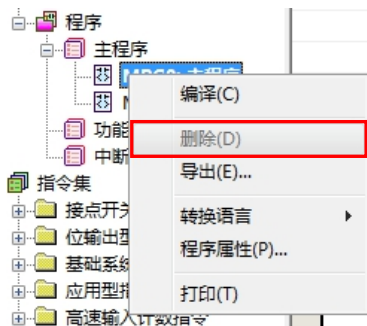 程序
主程序
编译(C)
功能
删除(D)
中断
导出(E)...
指令集
接点开关
转换语言
位输出型
程序属性(P)...
基础系统
应用型指
打印(T)
高速输入计数指令